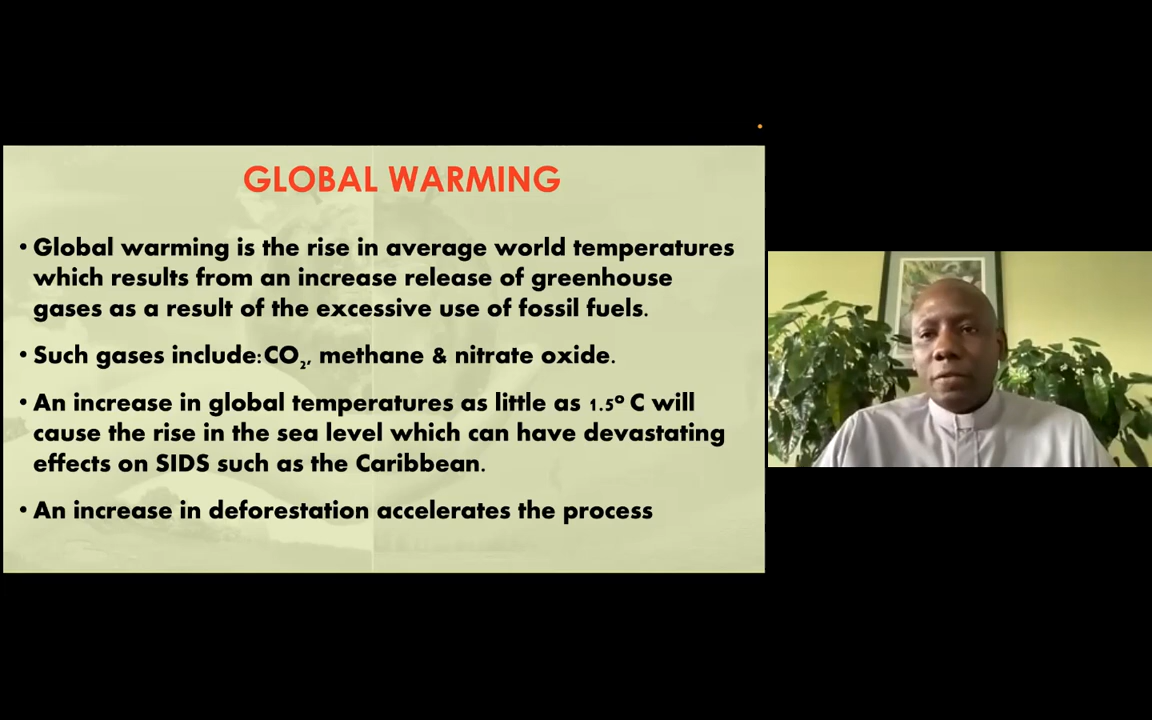 GLOBAL WARMING
• Global warming is the rise in average world temperatures
which results from an increase release of greenhouse
gases as a result of the excessive use of fossil fuels.
• Such gases include:CO₂, methane & nitrate oxide.
• An increase in global temperatures as little as 1.5º C will
cause the rise in the sea level which can have devastating
effects on SIDS such as the Caribbean.
• An increase in deforestation accelerates the process